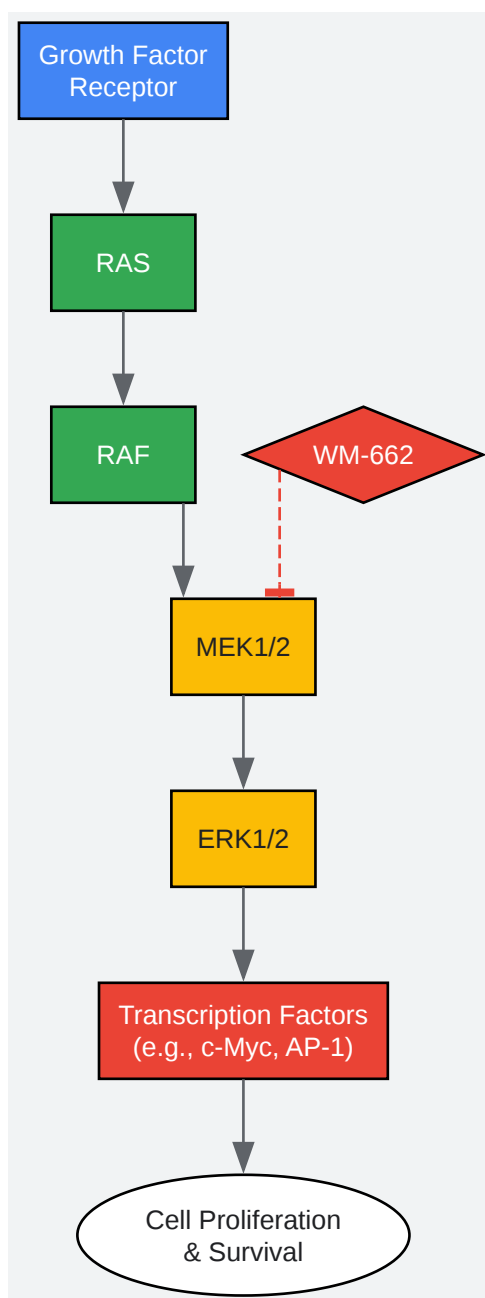 Growth Factor
Receptor
RAS
RAF
WM-662
MEK1/2
ERK1/2
Transcription Factors
(e.g., c-Myc, AP-1)
Cell Proliferation
& Survival